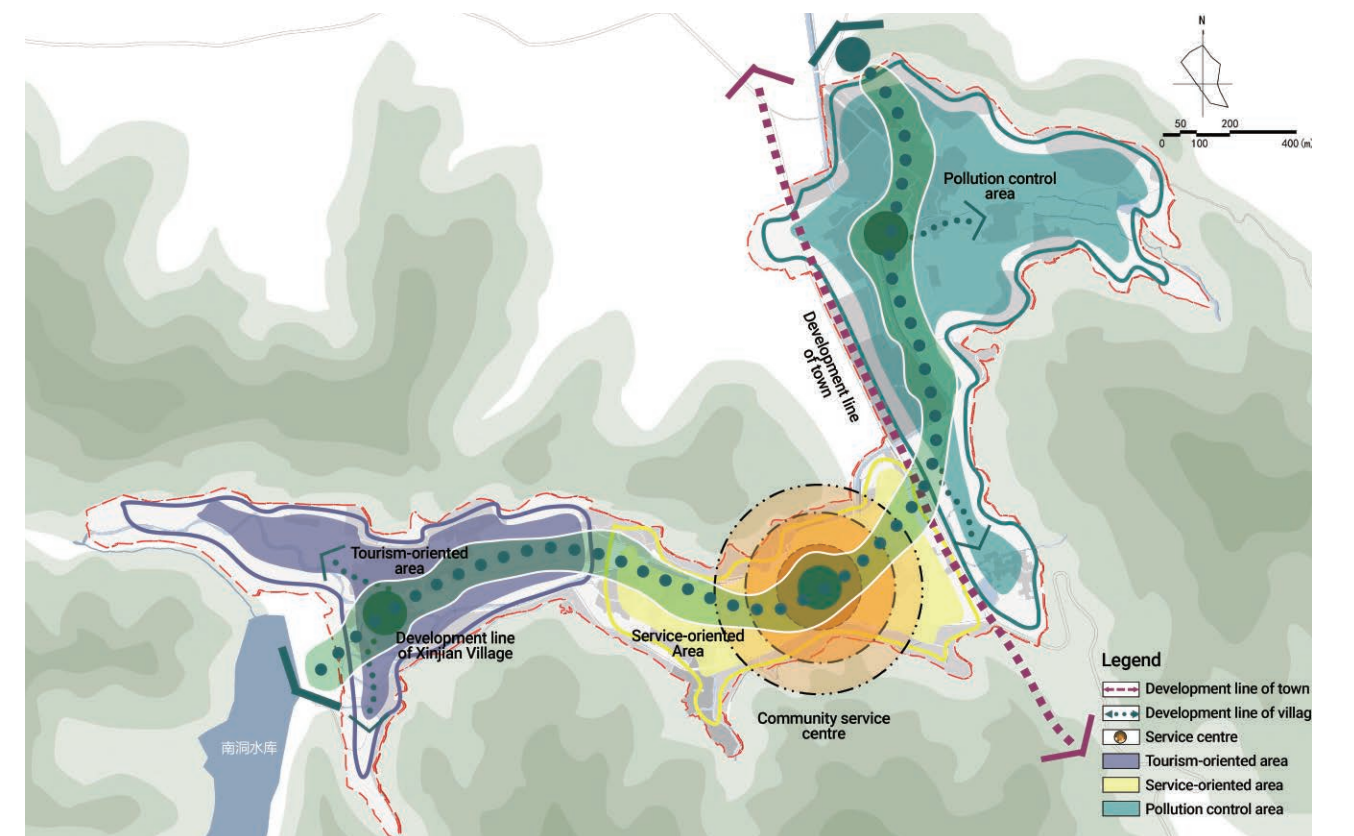 N
50
200
0
100
400 (m
Pollution control
area
Development line
of town
Tourism-oriented
area
Development line
of Xinjian Village
Service-oriented
Area
Community service
centre
南洞水库
Legend
Development line of town
Development line of villag
Service centre
Tourism-oriented area
Service-oriented area
Pollution control area